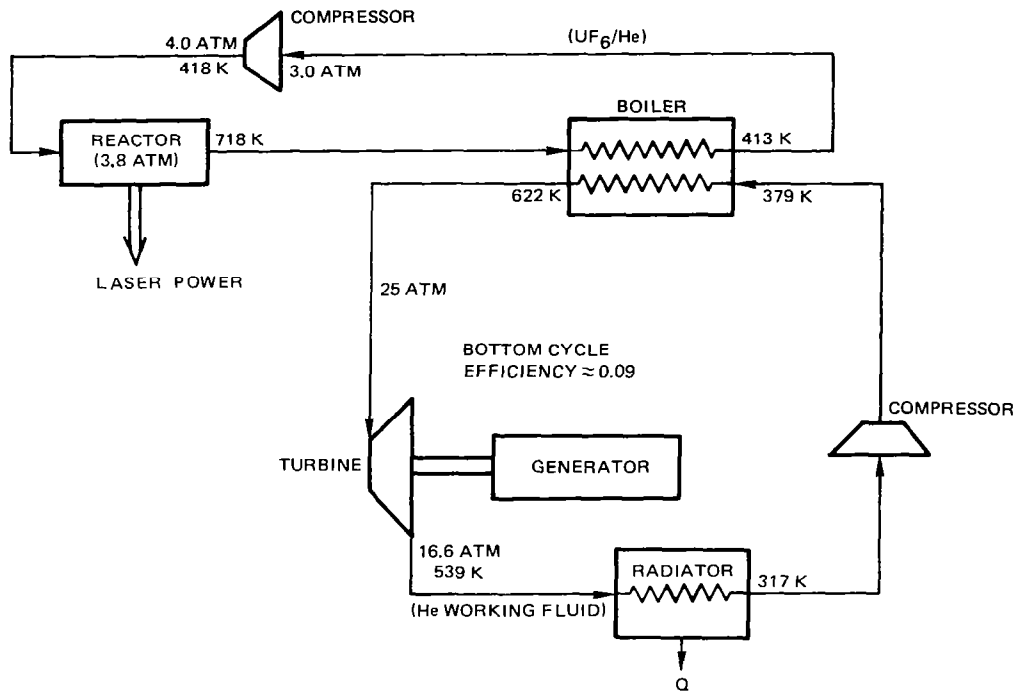 COMPRESSOR
4.0 ATM
418 K
3.0 ATM
(UF6/He)
REACTOR
(3,8 ATM)
718 K
BOILER
413 K
622 K
379 K
LASER POWER
25 ATM
BOTTOM CYCLE
EFFICIENCY ≈ 0.09
COMPRESSOR
TURBINE
GENERATOR
16.6 ATM
539 K
(He WORKING FLUID)
RADIATOR
317 K
Q